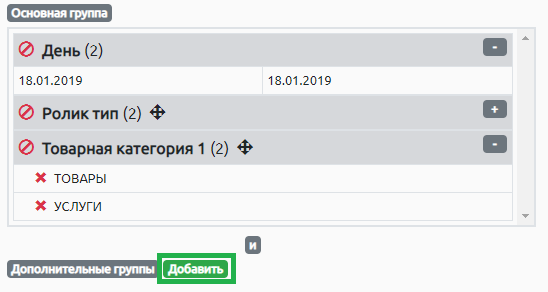 Основная группа
День (2) -
18.01.2019 18.01.2019
Ролик тип (2) +
Товарная категория 1 (2) -
ТОВАРЫ
УСЛУГИ
и
Дополнительные группы Добавить